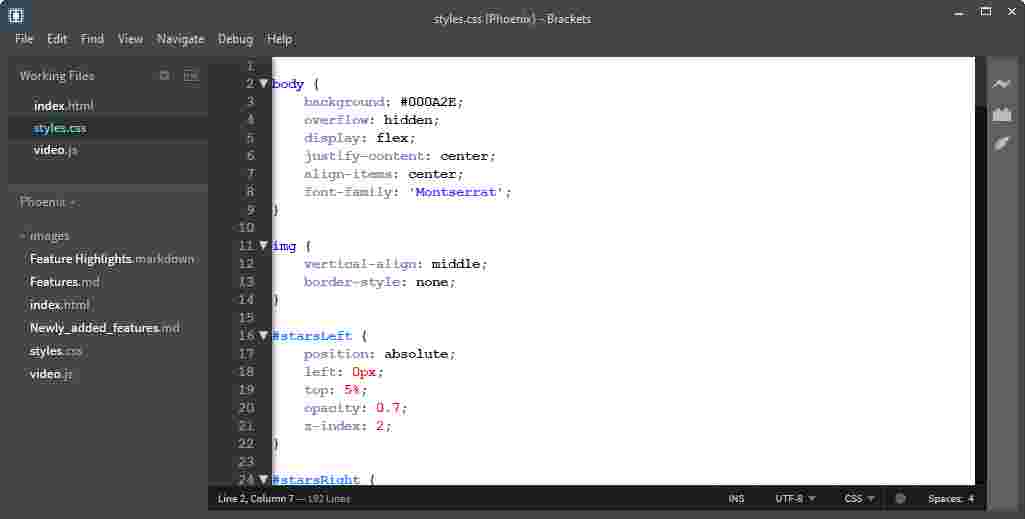 styles.css (Phoenix) - Brackets
File Edit Find View Navigate Debug Help
Working Files
index.html
styles.css
video.js
Phoenix
images
Feature Highlights.markdown
Features.md
index.html
Newly_added_features.md
styles.css
video.js
1
2 body {
3 background: #000A2E;
4 overflow: hidden;
5 display: flex;
6 justify-content: center;
7 align-items: center;
8 font-family: 'Montserrat';
9 }
10
11 img {
12 vertical-align: middle;
13 border-style: none;
14 }
15
16 #starsLeft {
17 position: absolute;
18 left: 0px;
19 top: 5%;
20 opacity: 0.7;
21 z-index: 2;
22 }
23
24 #starsRight {
Line 2, Column 7 — 192 Lines INS UTF-8 CSS Spaces: 4